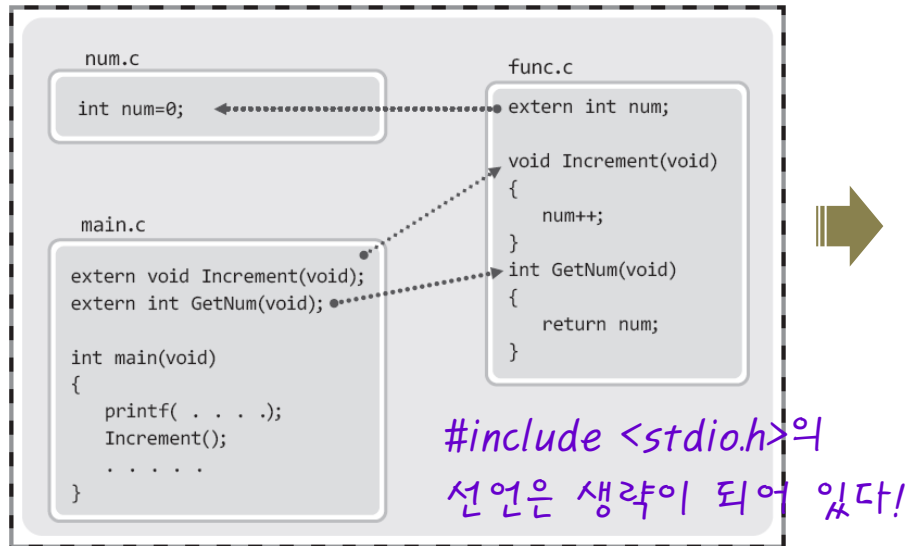 num.c
int num=0;
func.c
extern int num;
void Increment(void)
{
num++;
}
int GetNum(void)
{
return num;
}
main.c
extern void Increment(void);
extern int GetNum(void);
int main(void)
{
printf( . . . .);
Increment();
. . . . .
}
#include <stdio.h>의
선언은 생략이 되어 있다!